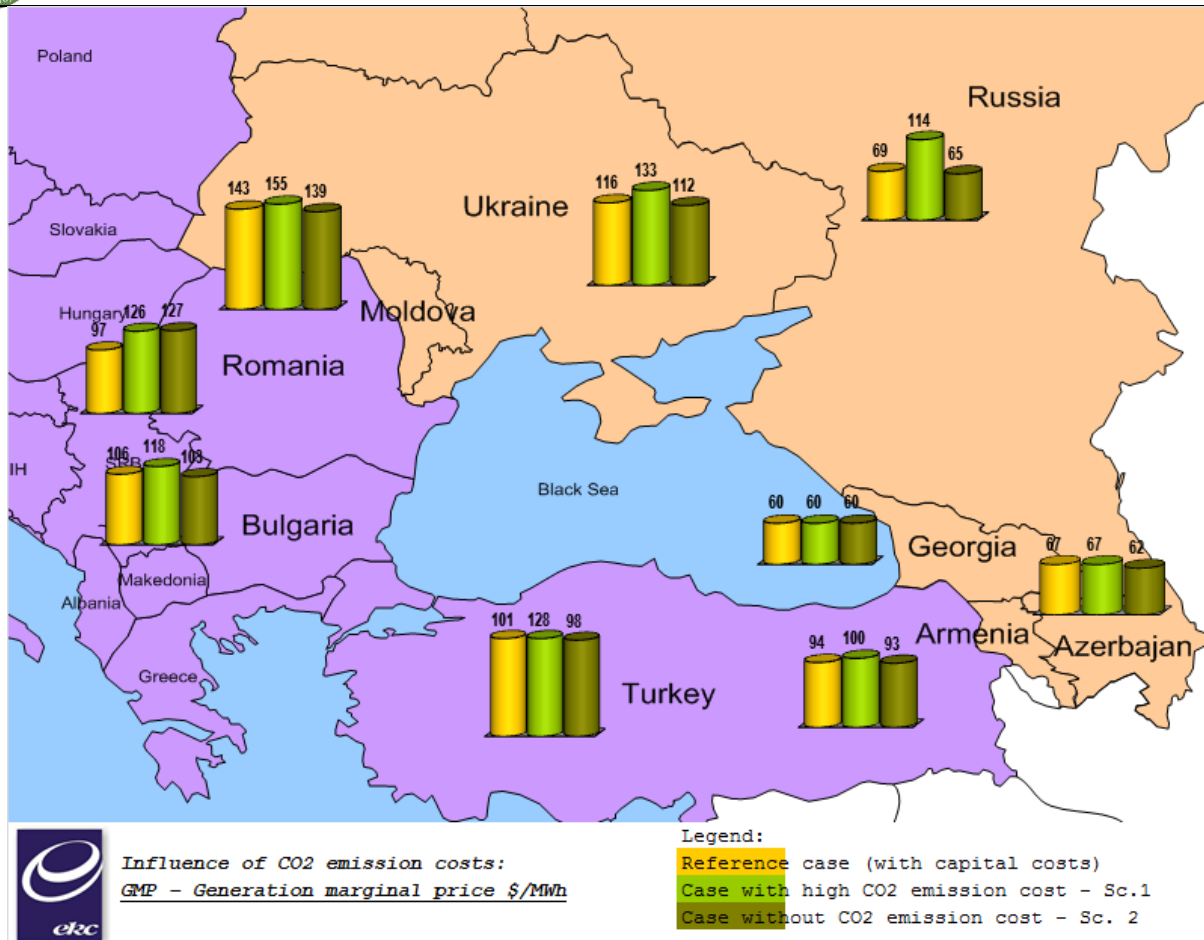 Poland
Russia
114
69
65
143
155
139
Ukraine
116
133
112
Slovakia
Moldova
Hungary
97
126
127
Romania
106
118
103
SRB
IH
Bulgaria
Black Sea
60
60
60
Georgia
67
67
62
Makedonia
Albania
Armenia
Azerbajan
101
128
98
94
100
93
Greece
Turkey
Influence of CO2 emission costs:
GMP - Generation marginal price $/MWh
Legend:
Reference case (with capital costs)
Case with high CO2 emission cost - Sc.1
Case without CO2 emission cost - Sc. 2
ekc